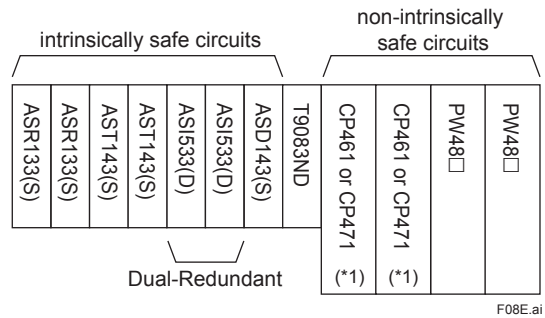 intrinsically safe circuits
non-intrinsically
safe circuits
ASR133(S)
ASR133(S)
AST143(S)
AST143(S)
ASI533(D)
ASI533(D)
ASD143(S)
T9083ND
CP461 or CP471
(*1)
CP461 or CP471
(*1)
PW48□
PW48□
Dual-Redundant
F08E.ai